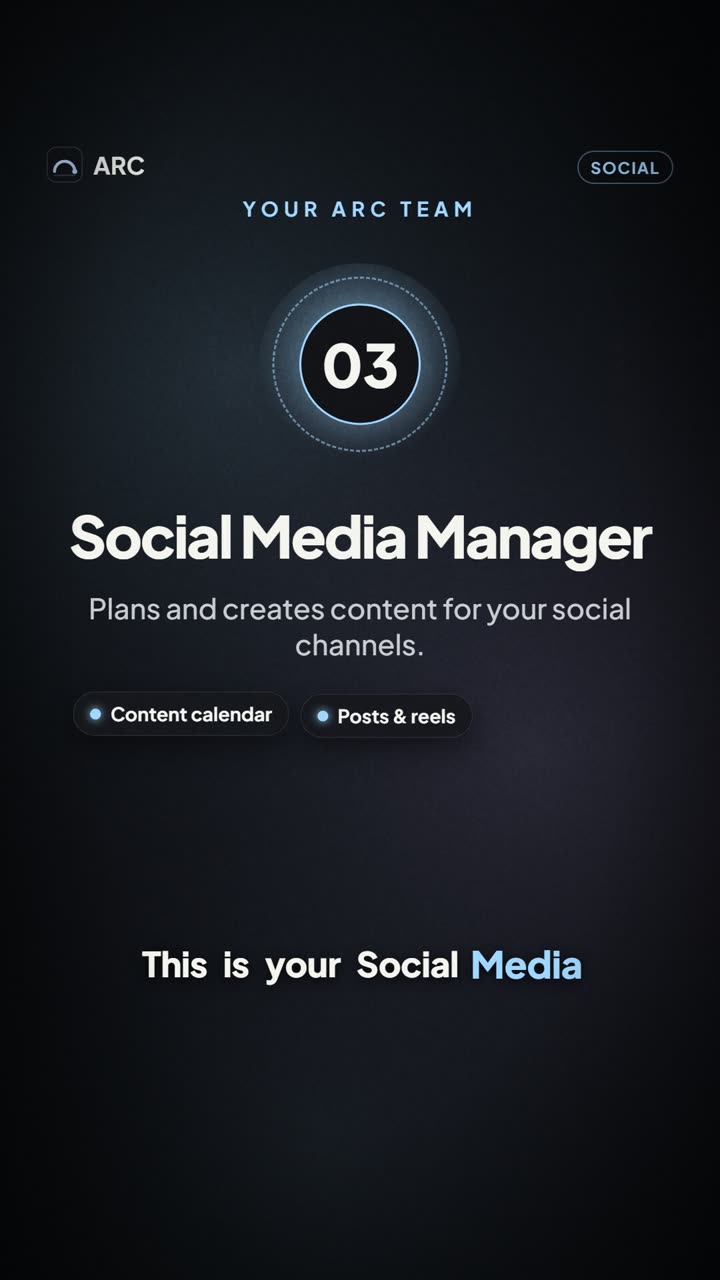 ARC
SOCIAL
YOUR ARC TEAM
03
Social Media Manager
Plans and creates content for your social
channels.
Content calendar
Posts & reels
This is your Social Media